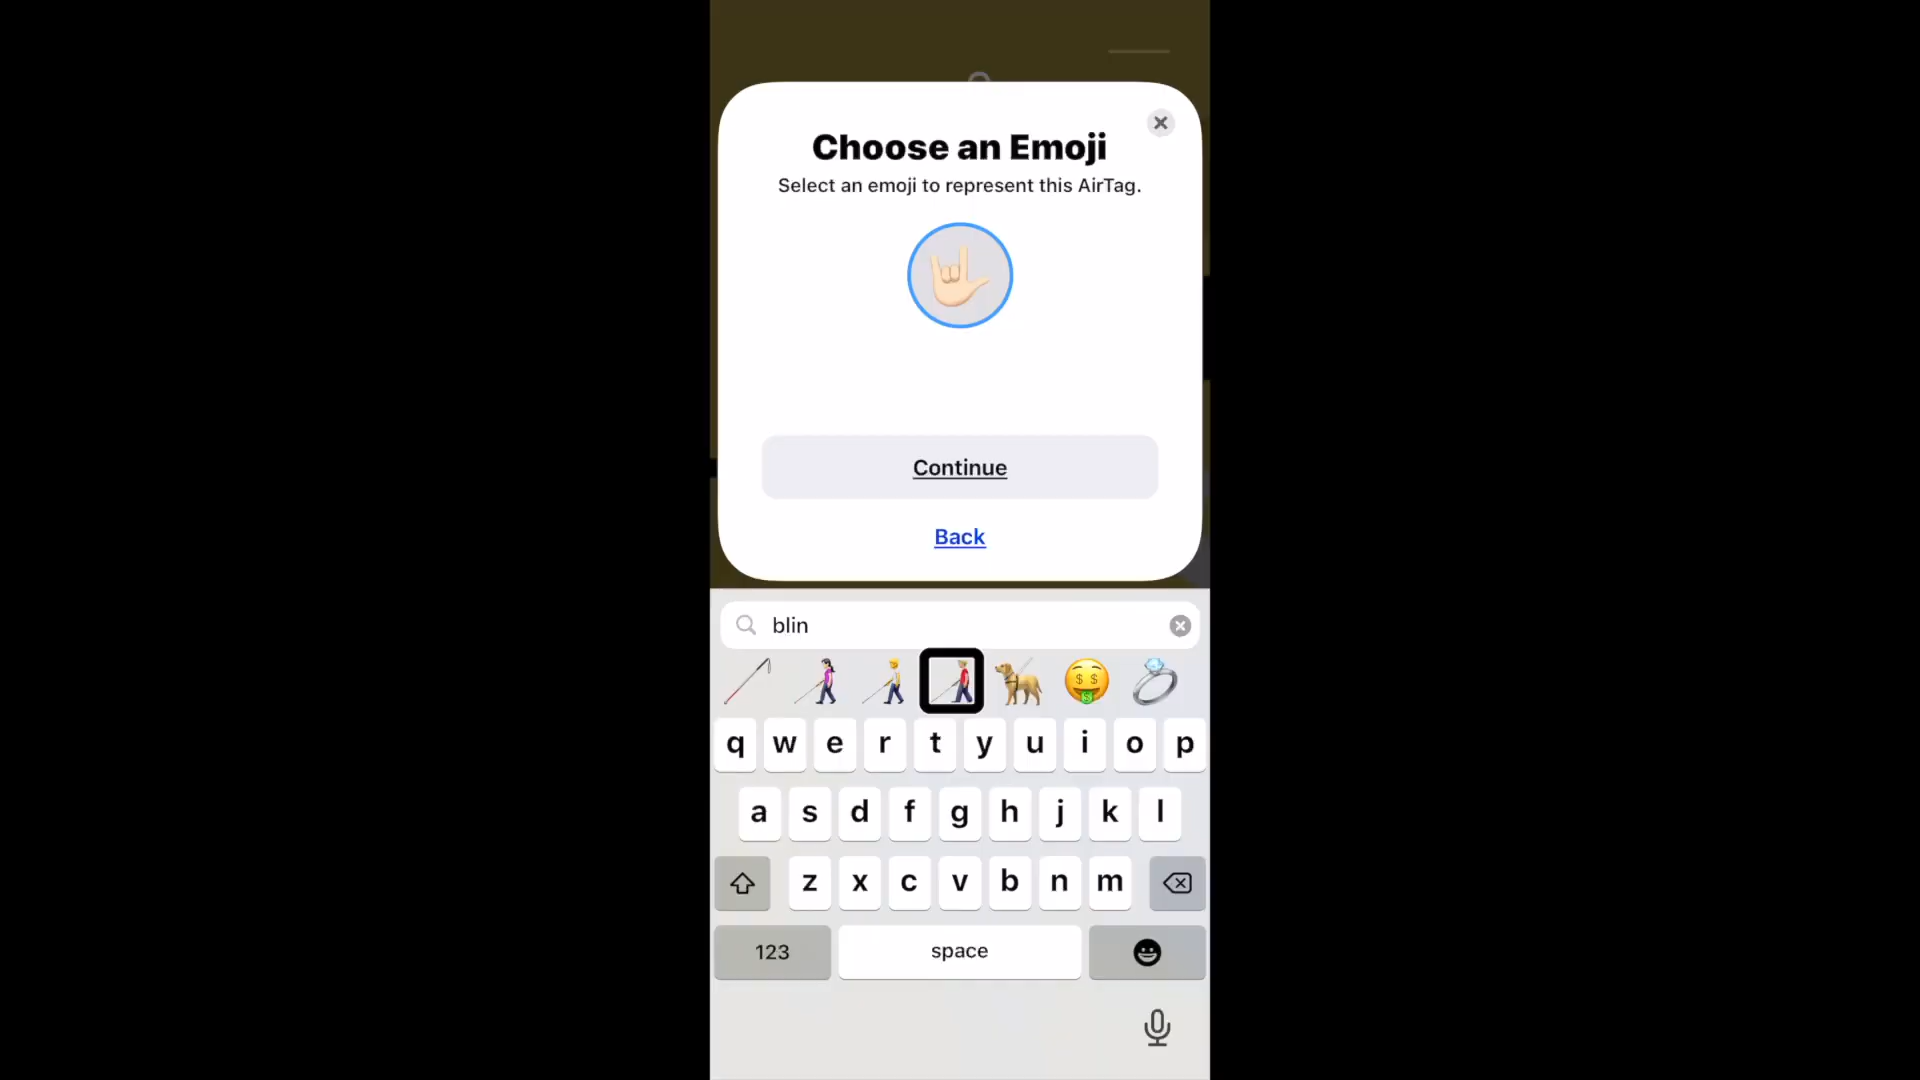 Choose an Emoji
Select an emoji to represent this AirTag.
Continue
Back
blin
q w e r t y u i o p
a s d f g h j k l
z x c v b n m
123 space